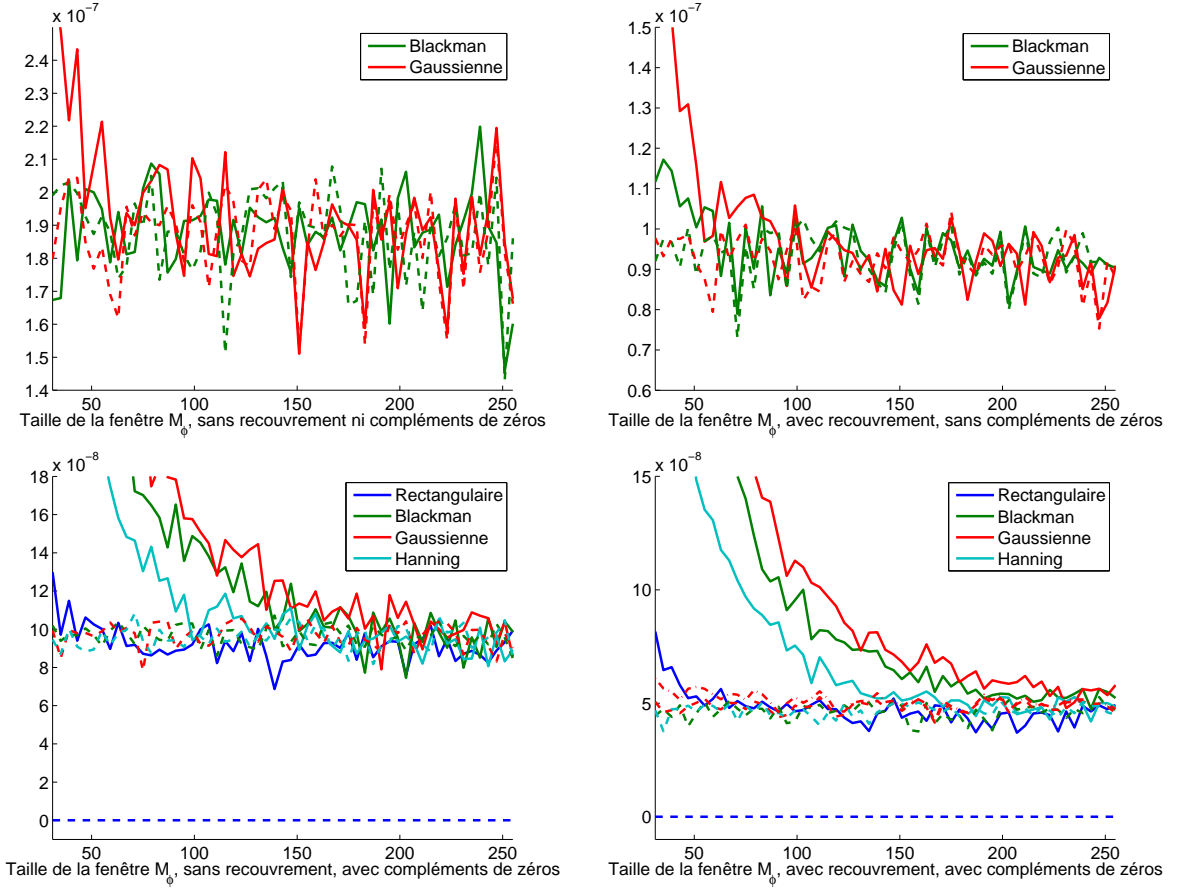 x 10⁻⁷
2.4
2.3
2.2
2.1
2
1.9
1.8
1.7
1.6
1.5
1.4
50
100
150
200
250
Blackman
Gaussienne
Taille de la fenêtre M_ϕ, sans recouvrement ni compléments de zéros
x 10⁻⁷
1.5
1.4
1.3
1.2
1.1
1
0.9
0.8
0.7
0.6
50
100
150
200
250
Blackman
Gaussienne
Taille de la fenêtre M_ϕ, avec recouvrement, sans compléments de zéros
x 10⁻⁸
18
16
14
12
10
8
6
4
2
0
50
100
150
200
250
Rectangulaire
Blackman
Gaussienne
Hanning
Taille de la fenêtre M_ϕ, sans recouvrement, avec compléments de zéros
x 10⁻⁸
15
10
5
0
50
100
150
200
250
Rectangulaire
Blackman
Gaussienne
Hanning
Taille de la fenêtre M_ϕ, avec recouvrement, avec compléments de zéros